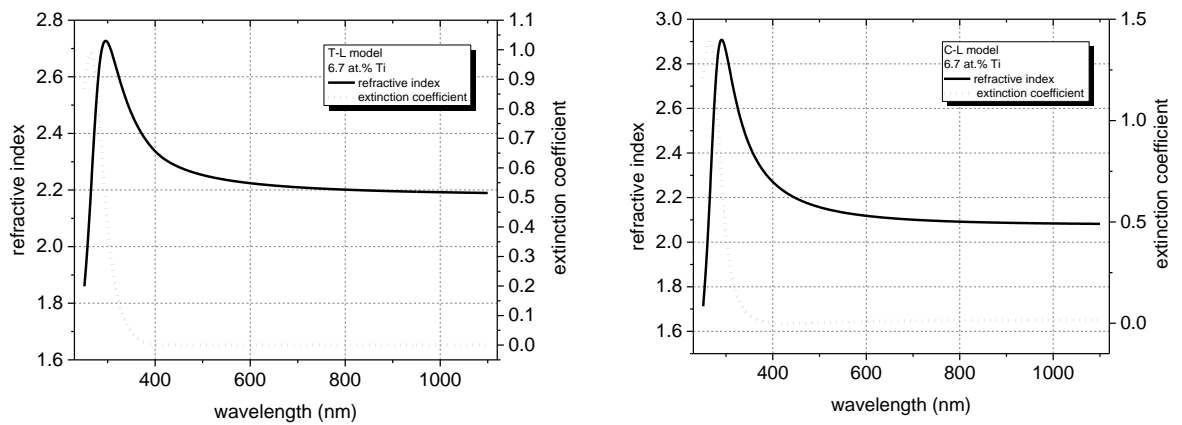 2.8
2.6
2.4
2.2
2.0
1.8
1.6
refractive index
1.1
1.0
0.9
0.8
0.7
0.6
0.5
0.4
0.3
0.2
0.1
0.0
extinction coefficient
T-L model
6.7 at.% Ti
refractive index
extinction coefficient
400 600 800 1000
wavelength (nm)
3.0
2.8
2.6
2.4
2.2
2.0
1.8
1.6
refractive index
1.5
1.0
0.5
0.0
extinction coefficient
C-L model
6.7 at.% Ti
refractive index
extinction coefficient
400 600 800 1000
wavelength (nm)